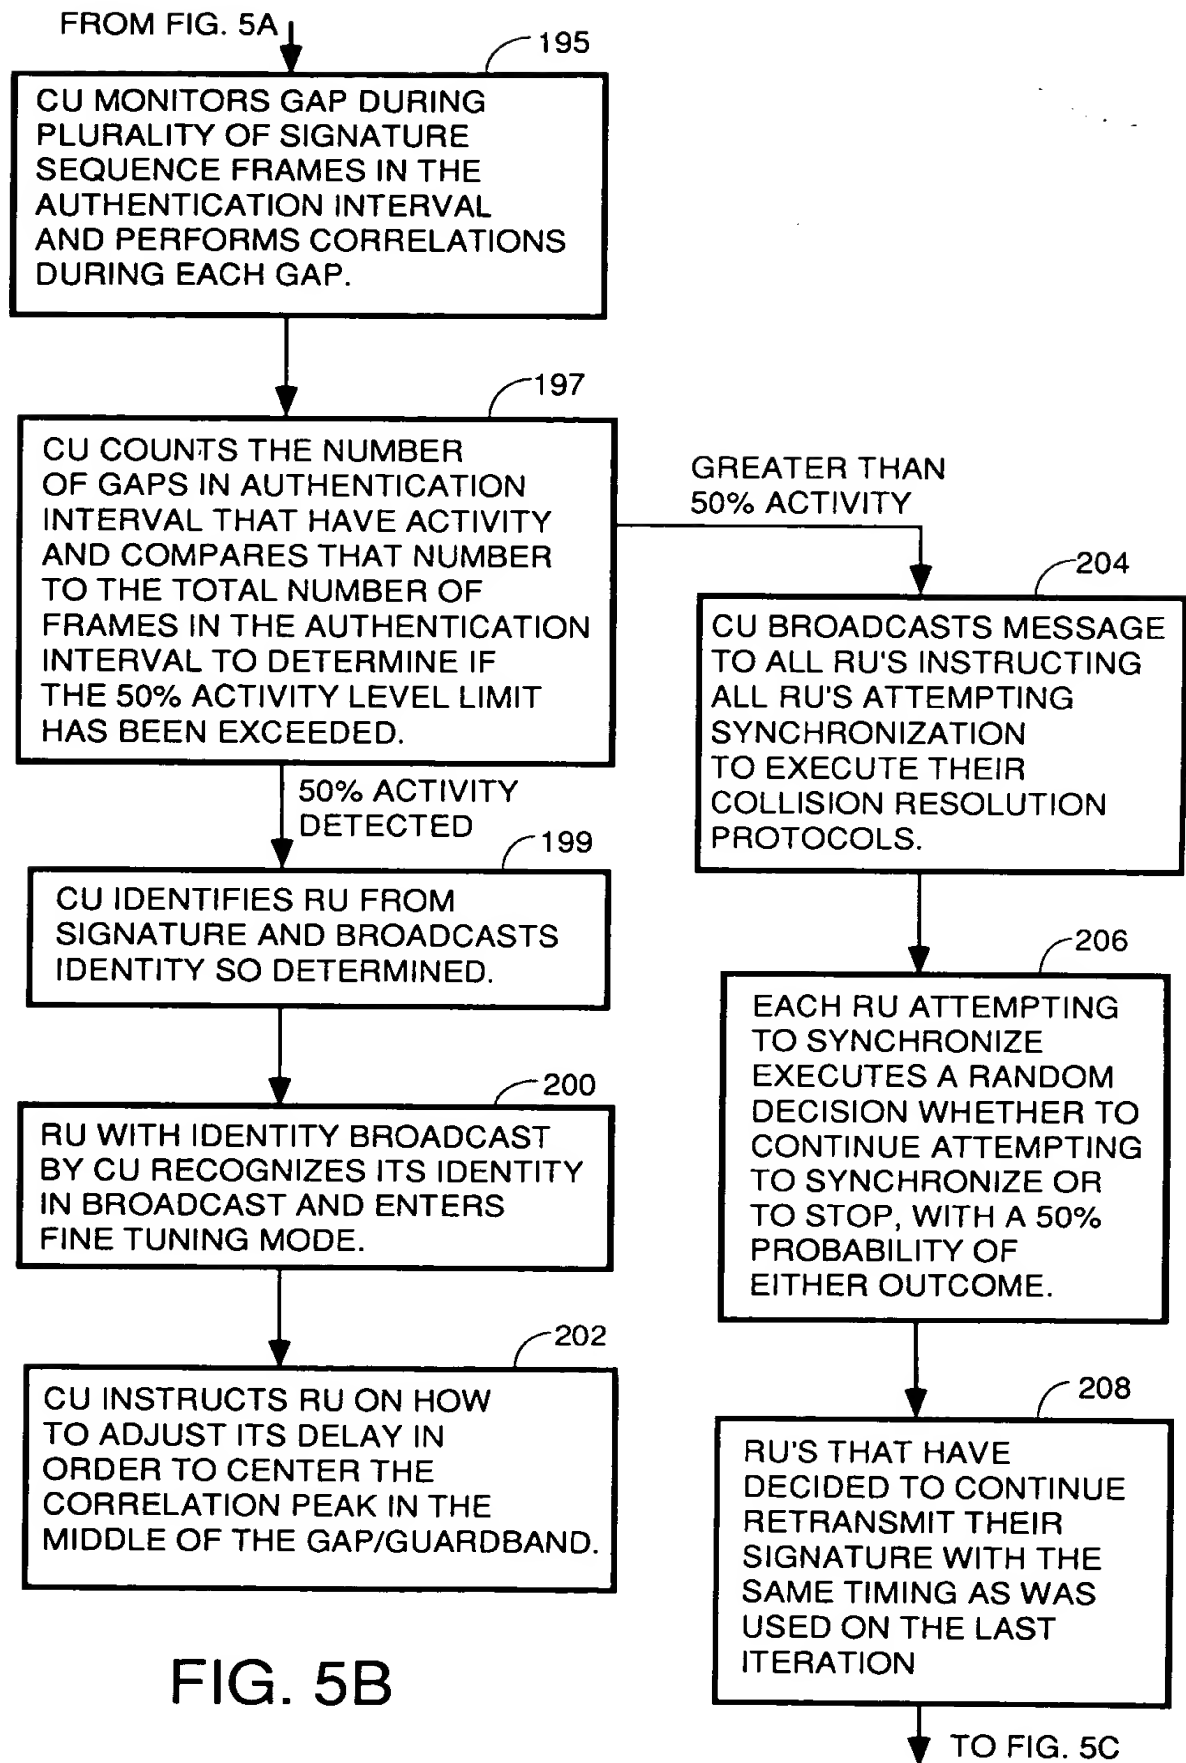 FROM FIG. 5A
195
CU MONITORS GAP DURING
PLURALITY OF SIGNATURE
SEQUENCE FRAMES IN THE
AUTHENTICATION INTERVAL
AND PERFORMS CORRELATIONS
DURING EACH GAP.
197
CU COUNTS THE NUMBER
OF GAPS IN AUTHENTICATION
INTERVAL THAT HAVE ACTIVITY
AND COMPARES THAT NUMBER
TO THE TOTAL NUMBER OF
FRAMES IN THE AUTHENTICATION
INTERVAL TO DETERMINE IF
THE 50% ACTIVITY LEVEL LIMIT
HAS BEEN EXCEEDED.
50% ACTIVITY
DETECTED
199
CU IDENTIFIES RU FROM
SIGNATURE AND BROADCASTS
IDENTITY SO DETERMINED.
200
RU WITH IDENTITY BROADCAST
BY CU RECOGNIZES ITS IDENTITY
IN BROADCAST AND ENTERS
FINE TUNING MODE.
202
CU INSTRUCTS RU ON HOW
TO ADJUST ITS DELAY IN
ORDER TO CENTER THE
CORRELATION PEAK IN THE
MIDDLE OF THE GAP/GUARDBAND.
GREATER THAN
50% ACTIVITY
204
CU BROADCASTS MESSAGE
TO ALL RU'S INSTRUCTING
ALL RU'S ATTEMPTING
SYNCHRONIZATION
TO EXECUTE THEIR
COLLISION RESOLUTION
PROTOCOLS.
206
EACH RU ATTEMPTING
TO SYNCHRONIZE
EXECUTES A RANDOM
DECISION WHETHER TO
CONTINUE ATTEMPTING
TO SYNCHRONIZE OR
TO STOP, WITH A 50%
PROBABILITY OF
EITHER OUTCOME.
208
RU'S THAT HAVE
DECIDED TO CONTINUE
RETRANSMIT THEIR
SIGNATURE WITH THE
SAME TIMING AS WAS
USED ON THE LAST
ITERATION
TO FIG. 5C
FIG. 5B